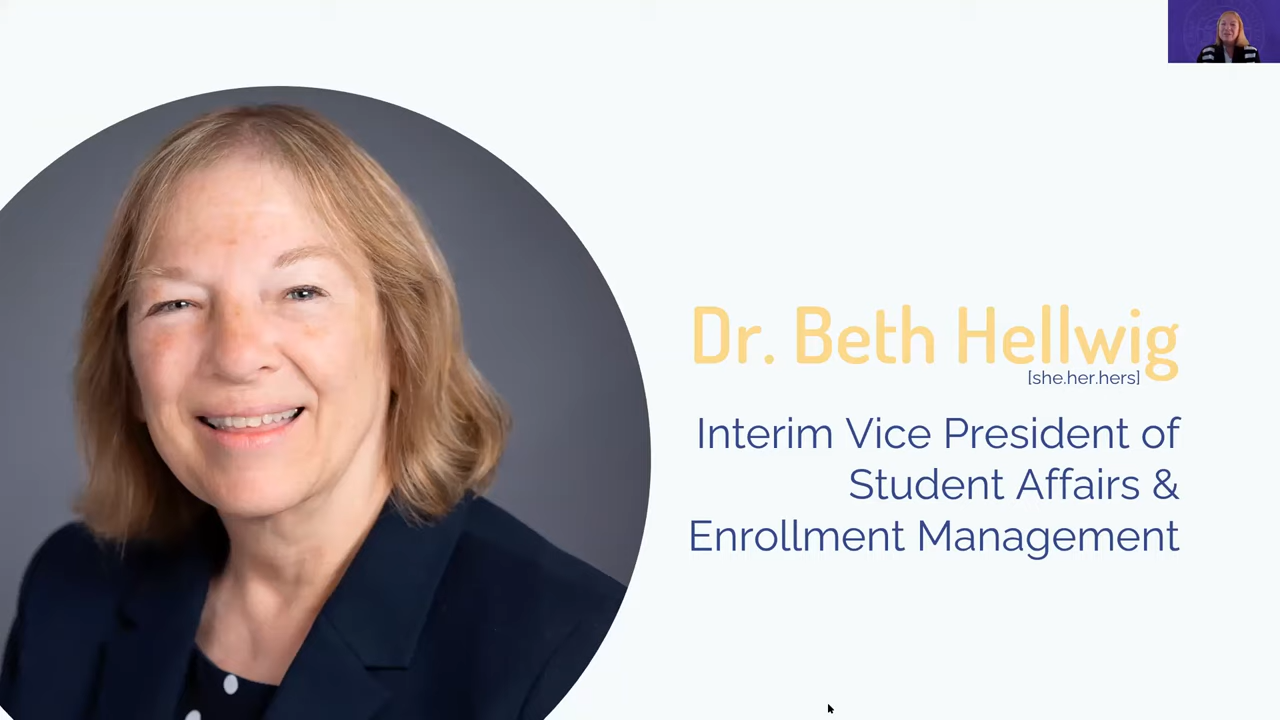 Dr. Beth Hellwig
[she.her.hers]
Interim Vice President of
Student Affairs &
Enrollment Management